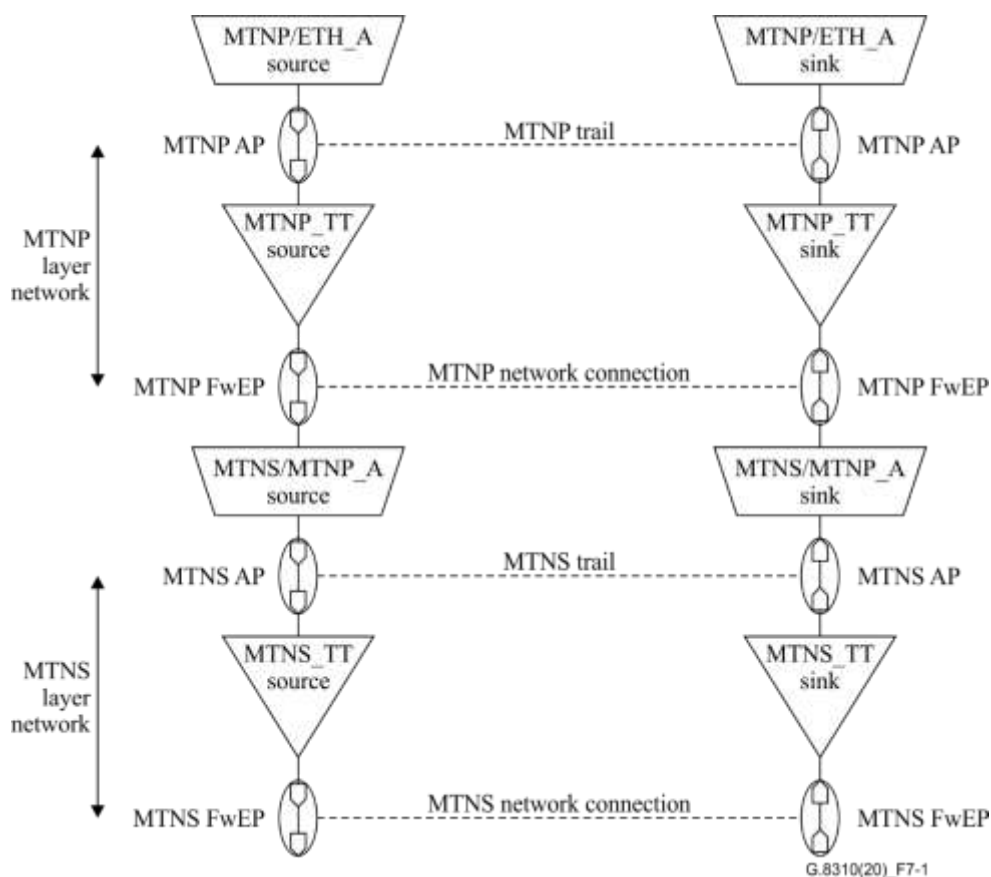 MTNP/ETH_A
source
MTNP/ETH_A
sink
MTNP AP
MTNP trail
MTNP AP
MTNP_TT
source
MTNP_TT
sink
MTNP
layer
network
MTNP FwEP
MTNP network connection
MTNP FwEP
MTNS/MTNP_A
source
MTNS/MTNP_A
sink
MTNS AP
MTNS trail
MTNS AP
MTNS_TT
source
MTNS_TT
sink
MTNS
layer
network
MTNS FwEP
MTNS network connection
MTNS FwEP
G.8310(20)_F7-1